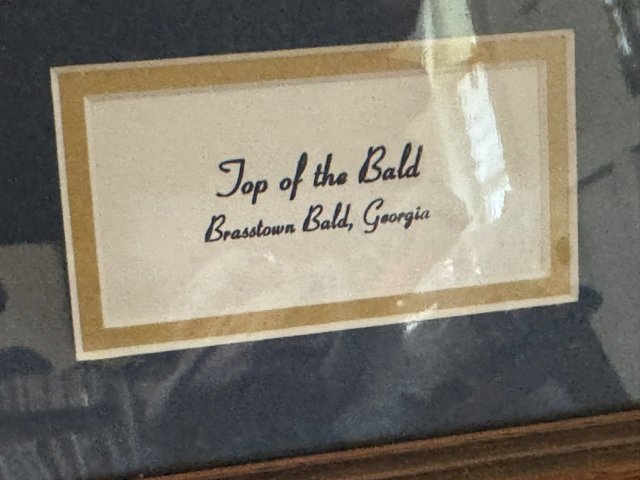 Top of the Bald
Brasstown Bald, Georgia